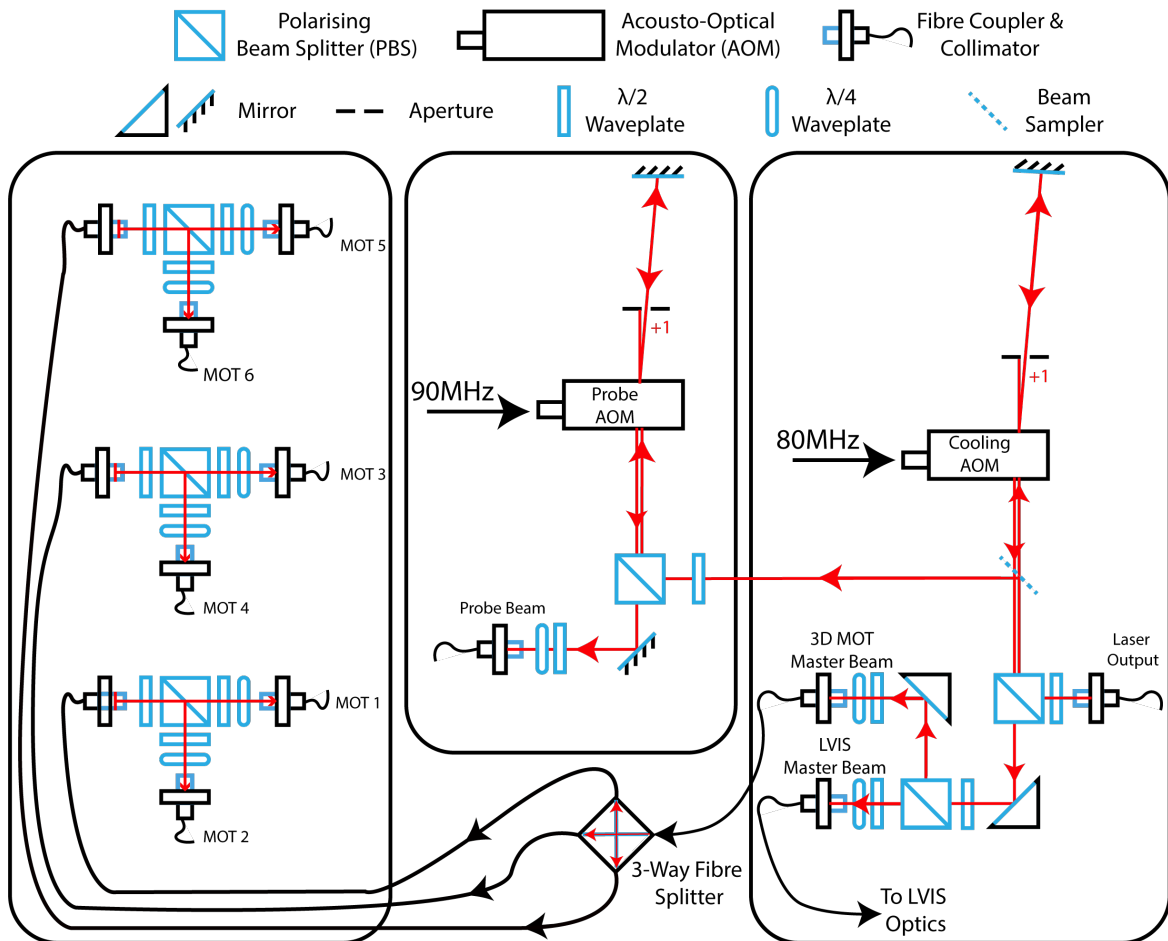 Polarising
Beam Splitter (PBS)
Acousto-Optical
Modulator (AOM)
Fibre Coupler &
Collimator
Mirror
Aperture
λ/2
Waveplate
λ/4
Waveplate
Beam
Sampler
MOT 5
MOT 6
MOT 3
MOT 4
MOT 1
MOT 2
+1
90MHz
Probe
AOM
Probe Beam
+1
80MHz
Cooling
AOM
3D MOT
Master Beam
Laser
Output
LVIS
Master Beam
3-Way Fibre
Splitter
To LVIS
Optics